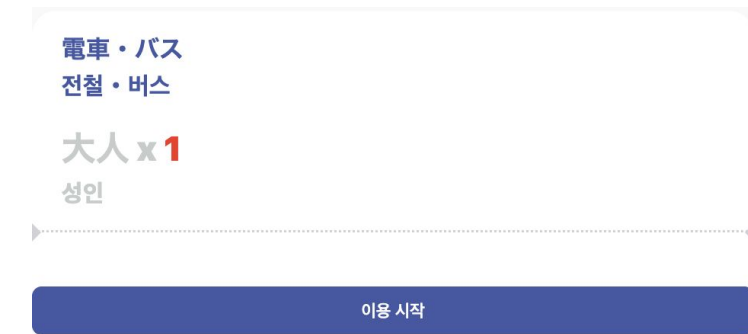 電車・バス
전철・버스
大人 x 1
성인
이용 시작